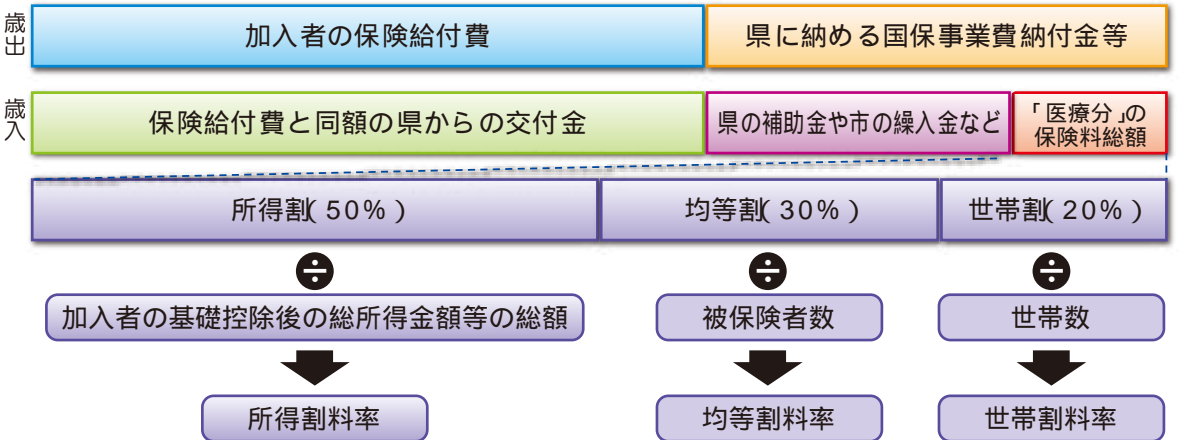 歳出
加入者の保険給付費
県に納める国保事業費納付金等
歳入
保険給付費と同額の県からの交付金
県の補助金や市の繰入金など
「医療分」の
保険料総額
所得割(50%)
均等割(30%)
世帯割(20%)
÷
÷
÷
加入者の基礎控除後の総所得金額等の総額
被保険者数
世帯数
所得割料率
均等割料率
世帯割料率